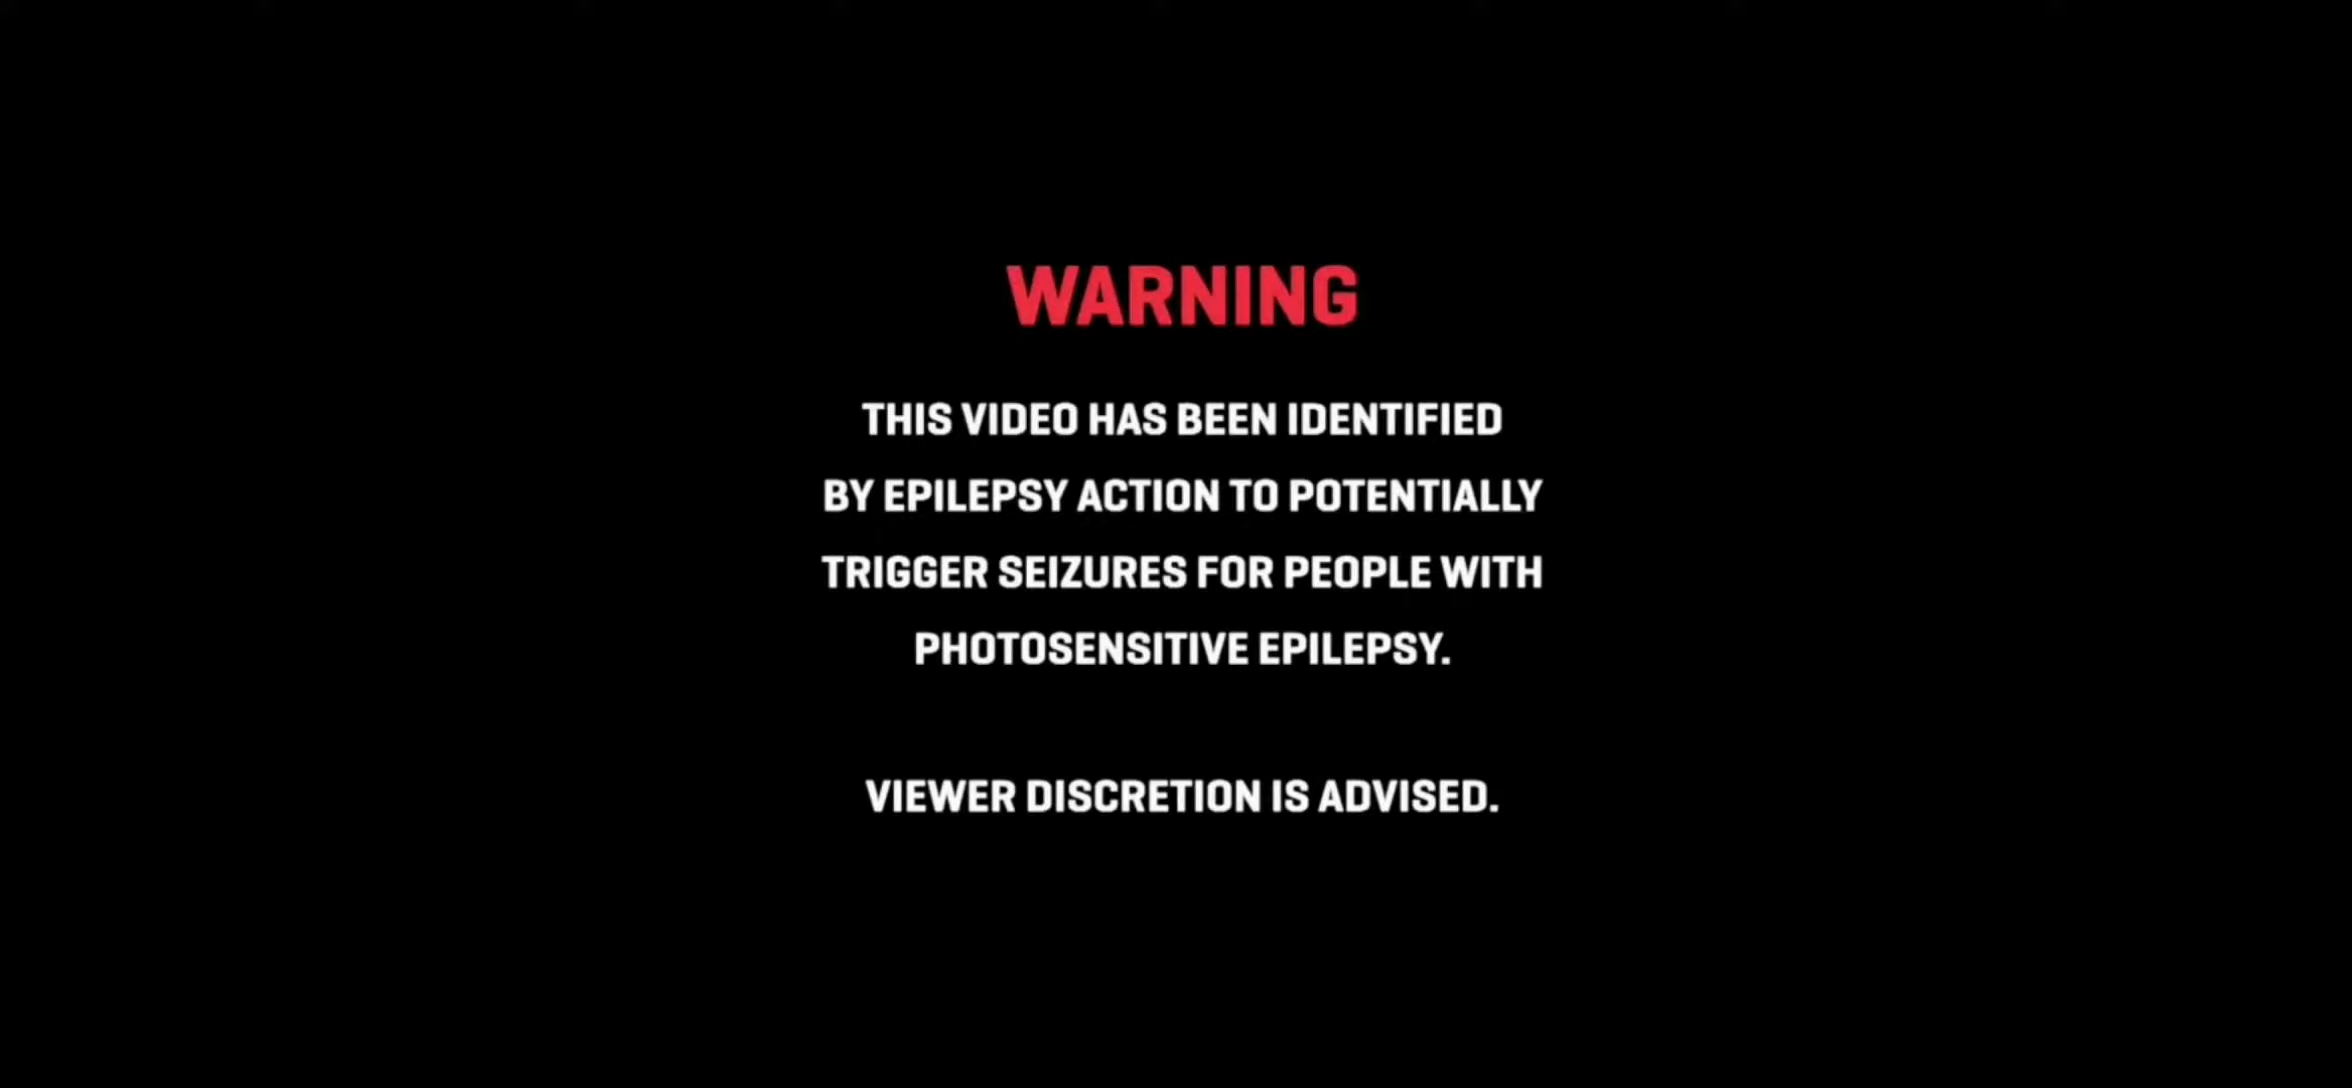 WARNING
THIS VIDEO HAS BEEN IDENTIFIED
BY EPILEPSY ACTION TO POTENTIALLY
TRIGGER SEIZURES FOR PEOPLE WITH
PHOTOSENSITIVE EPILEPSY.
VIEWER DISCRETION IS ADVISED.